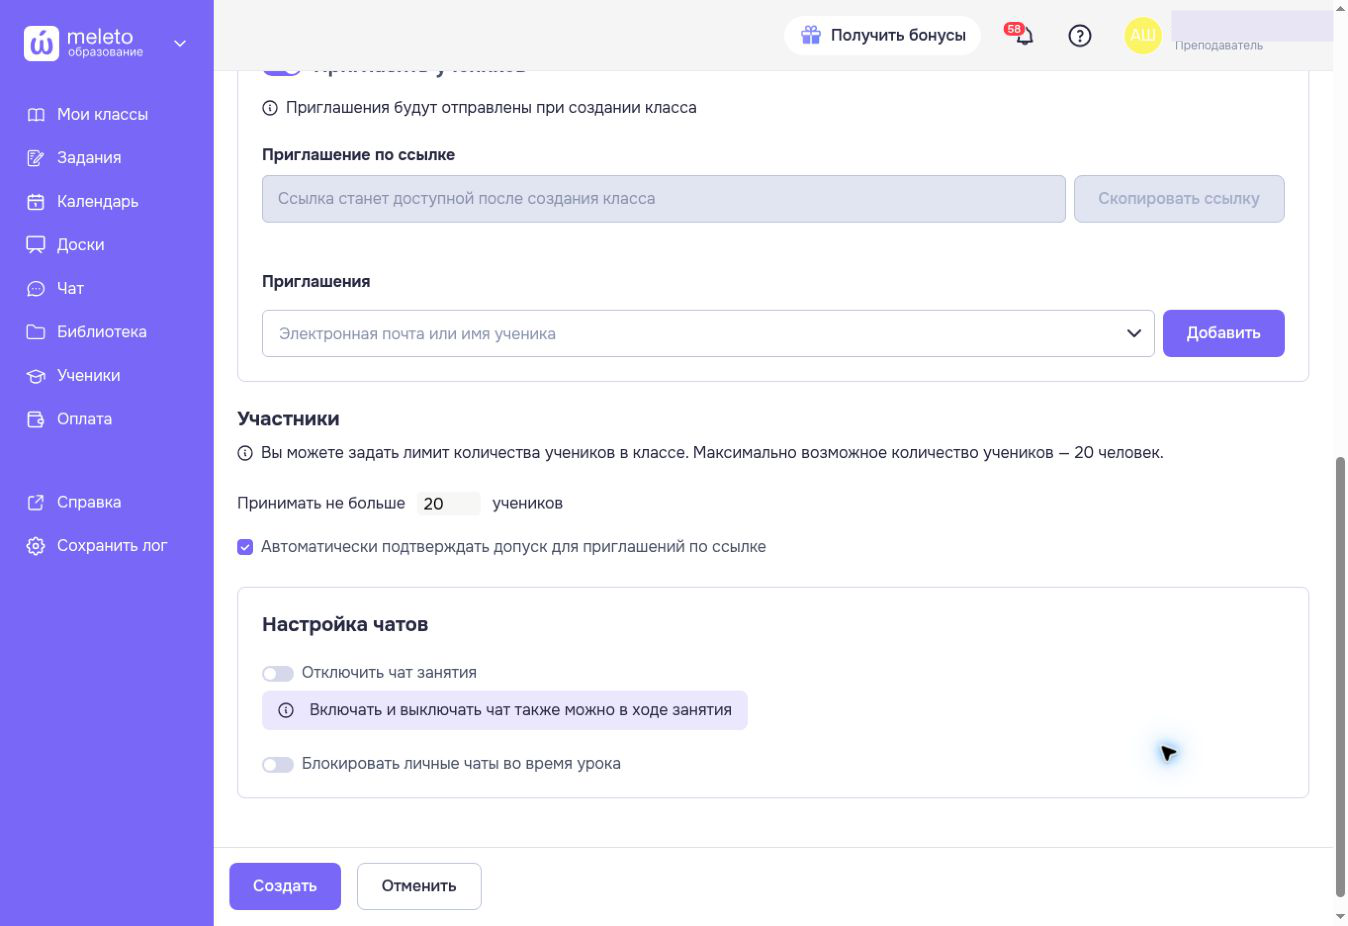 meleto
образование
Получить бонусы
58
АШ
Преподаватель
Мои классы
Задания
Календарь
Доски
Чат
Библиотека
Ученики
Оплата
Справка
Сохранить лог
Пригласить учеников
Приглашения будут отправлены при создании класса
Приглашение по ссылке
Ссылка станет доступной после создания класса
Скопировать ссылку
Приглашения
Электронная почта или имя ученика
Добавить
Участники
Вы можете задать лимит количества учеников в классе. Максимально возможное количество учеников — 20 человек.
Принимать не больше 20 учеников
Автоматически подтверждать допуск для приглашений по ссылке
Настройка чатов
Отключить чат занятия
Включать и выключать чат также можно в ходе занятия
Блокировать личные чаты во время урока
Создать
Отменить